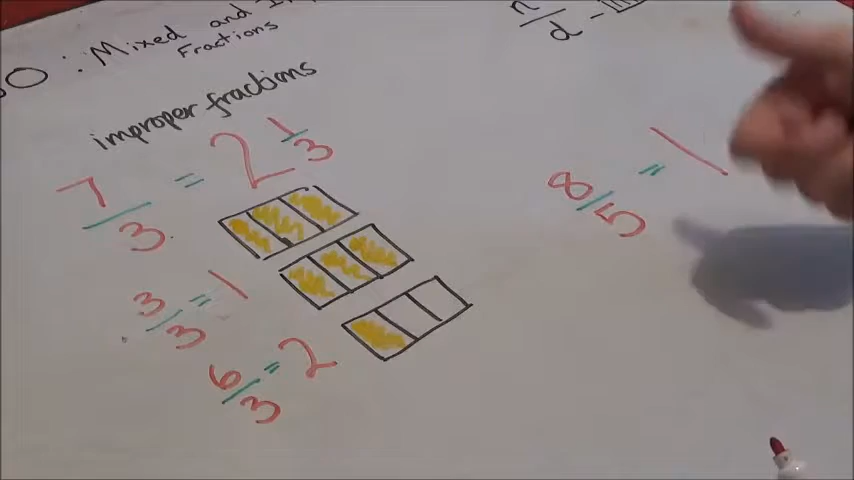 O : Mixed and
Fractions
n/d -
improper fractions
7/3 = 2 1/3
8/5 = 1
3/3 = 1
6/3 = 2